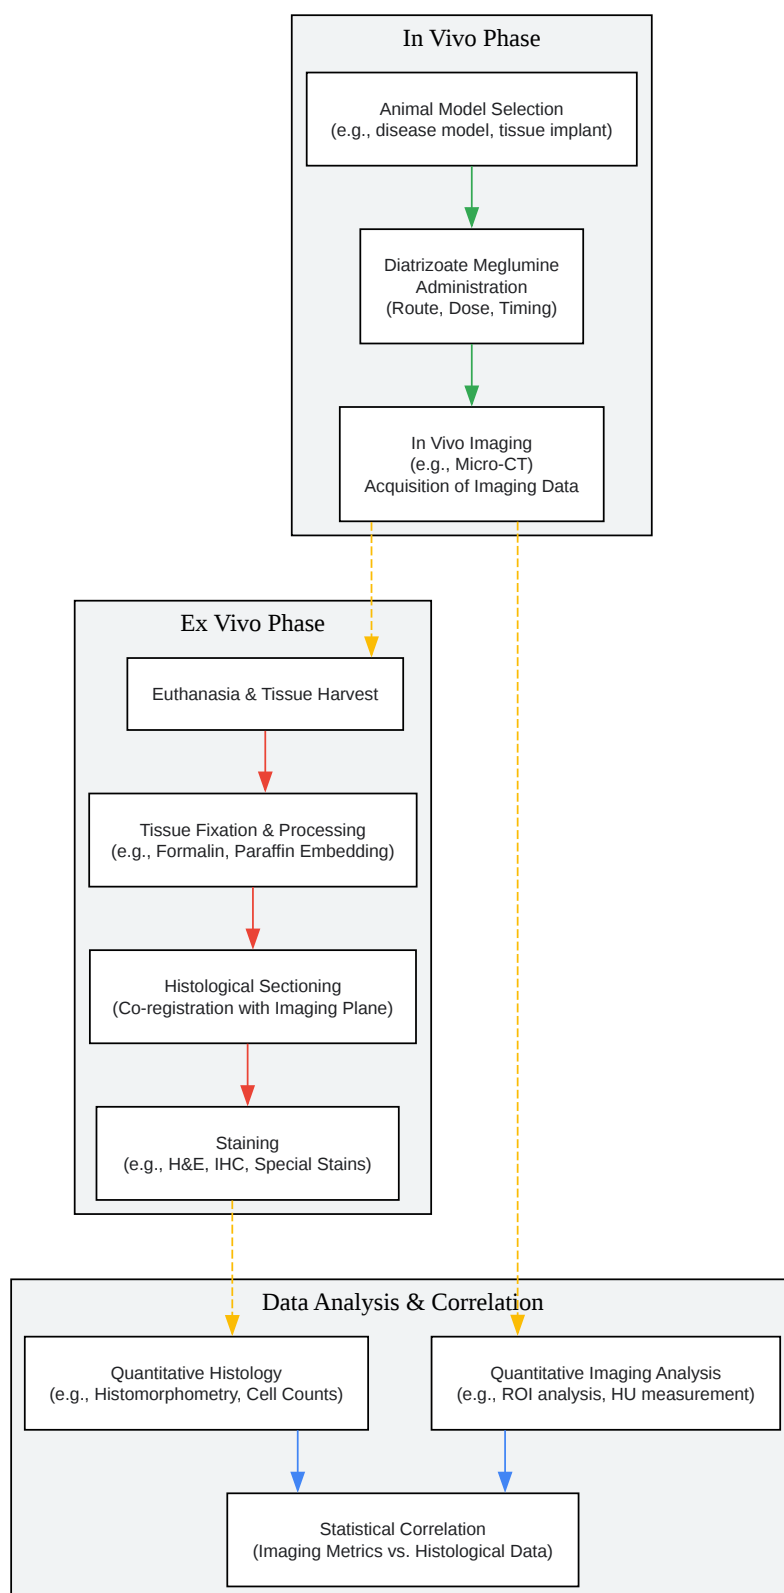 In Vivo Phase
Animal Model Selection
(e.g., disease model, tissue implant)
Diatrizoate Meglumine
Administration
(Route, Dose, Timing)
In Vivo Imaging
(e.g., Micro-CT)
Acquisition of Imaging Data
Ex Vivo Phase
Euthanasia & Tissue Harvest
Tissue Fixation & Processing
(e.g., Formalin, Paraffin Embedding)
Histological Sectioning
(Co-registration with Imaging Plane)
Staining
(e.g., H&E, IHC, Special Stains)
Data Analysis & Correlation
Quantitative Histology
(e.g., Histomorphometry, Cell Counts)
Quantitative Imaging Analysis
(e.g., ROI analysis, HU measurement)
Statistical Correlation
(Imaging Metrics vs. Histological Data)